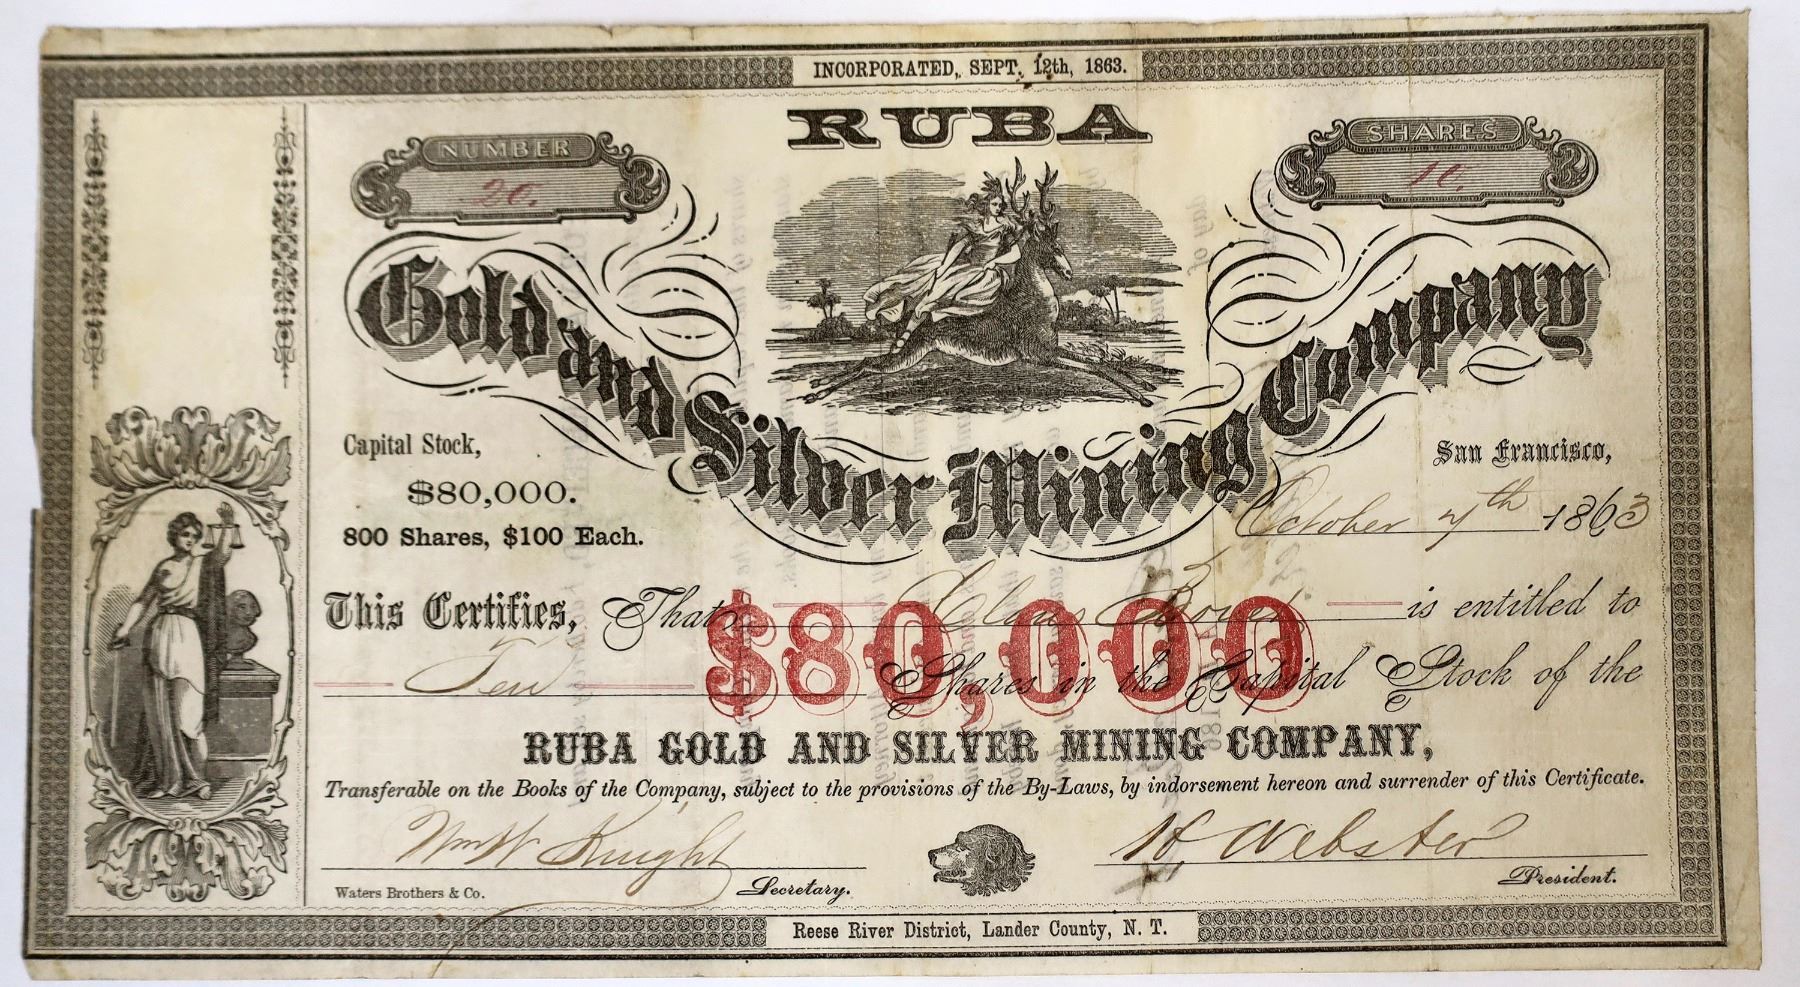 INCORPORATED, SEPT. 12th, 1863.
RUBA
NUMBER
20.
SHARES
10.
Gold and Silver Mining Company
Capital Stock,
$80,000.
800 Shares, $100 Each.
San Francisco,
October 7th 1863
This Certifies, That Claus is entitled to
Ten Shares in the Capital Stock of the
$80,000
RUBA GOLD AND SILVER MINING COMPANY,
Transferable on the Books of the Company, subject to the provisions of the By-Laws, by indorsement hereon and surrender of this Certificate.
Wm W Knight
H. Webster
Waters Brothers & Co.
Secretary.
President.
Reese River District, Lander County, N. T.